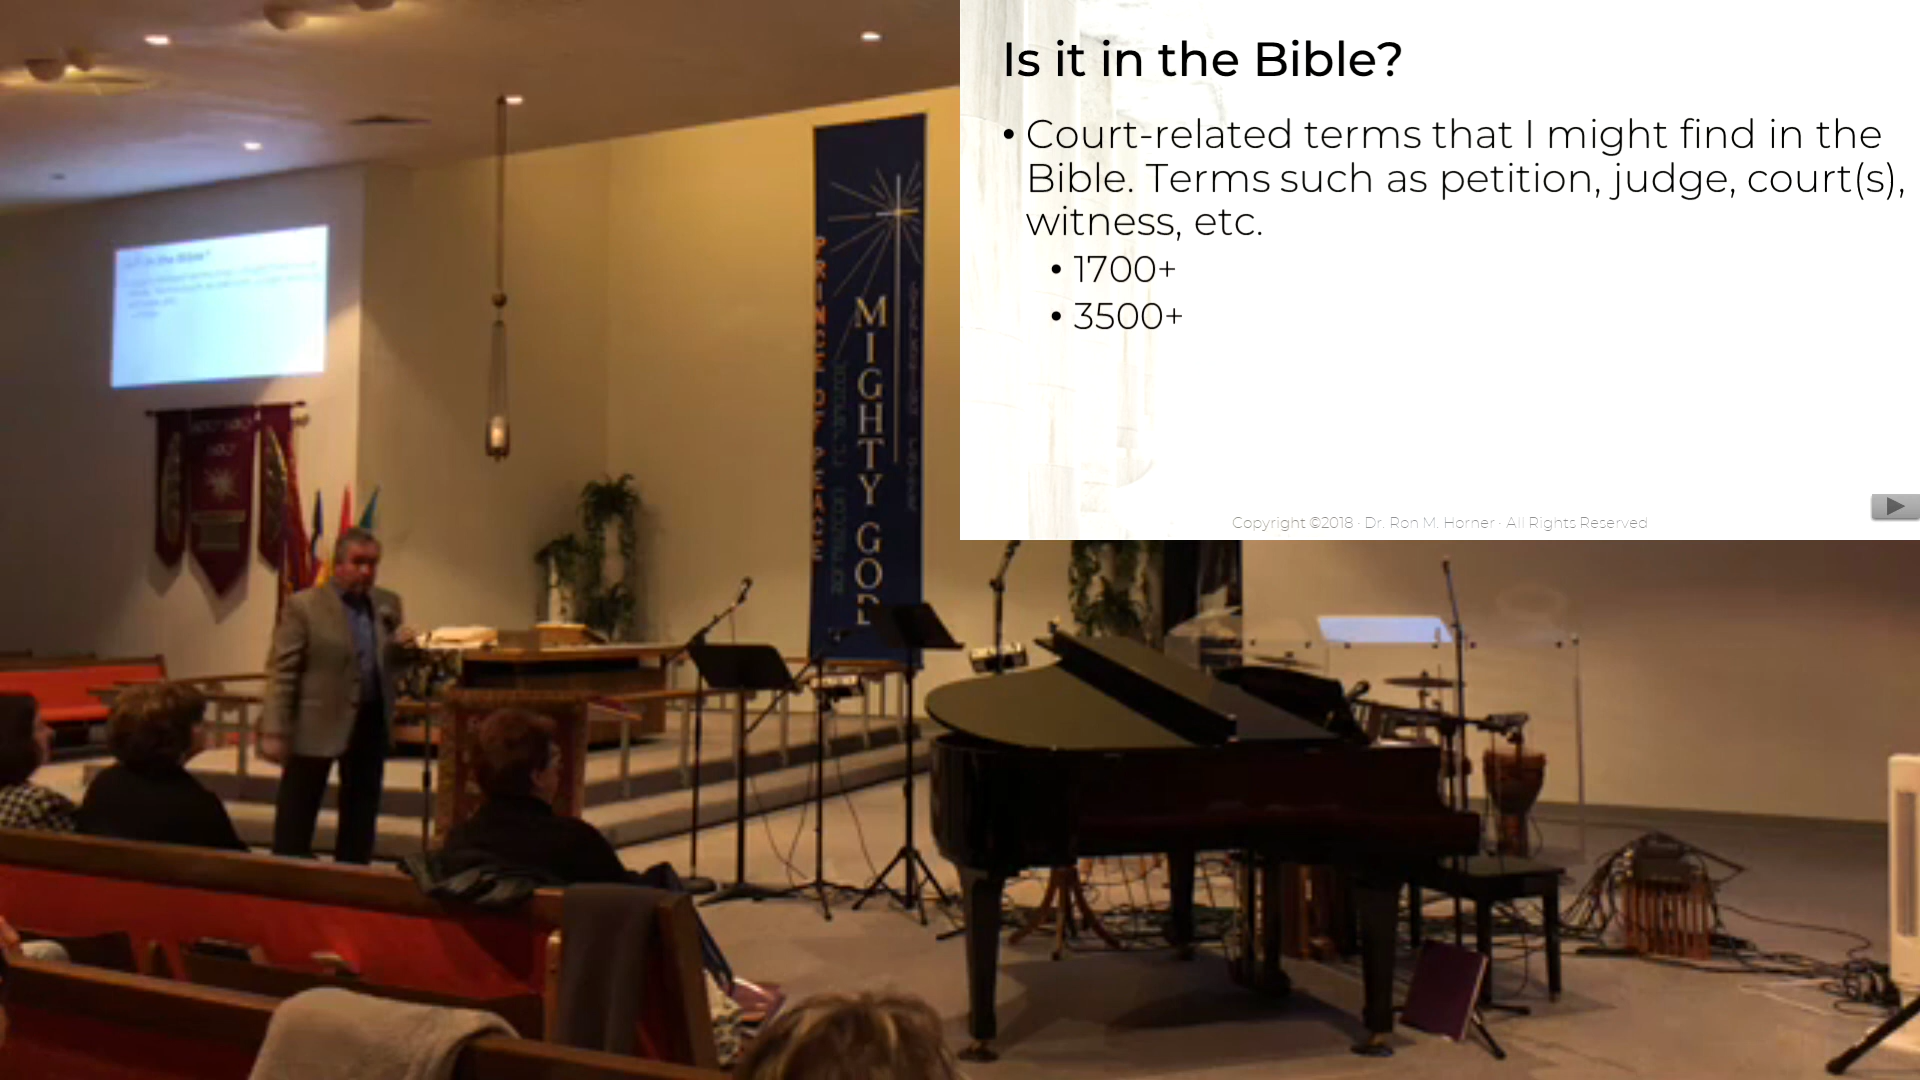 Is it in the Bible?
• Court-related terms that I might find in the
Bible. Terms such as petition, judge, court(s),
witness, etc.
• 1700+
• 3500+
Copyright ©2018 · Dr. Ron M. Horner · All Rights Reserved
PRINCE OF PEACE
MIGHTY GOD